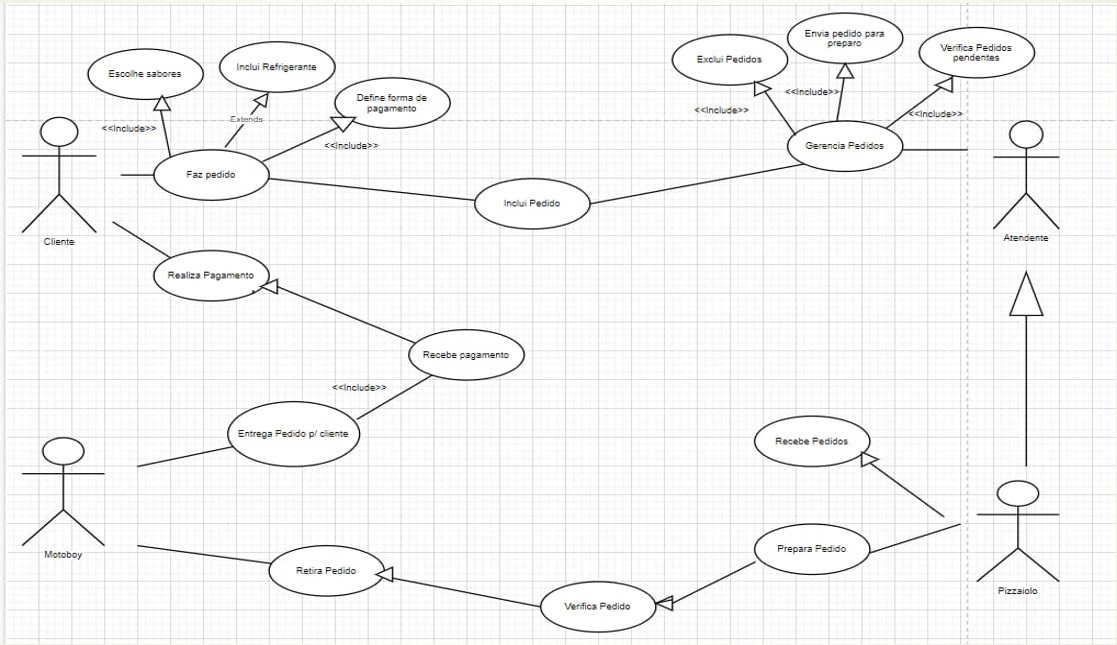 Escolhe sabores
Inclui Refrigerante
Define forma de
pagamento
<<Include>>
Extends
<<Include>>
Faz pedido
Cliente
Exclui Pedidos
Envia pedido para
preparo
Verifica Pedidos
pendentes
<<Include>>
<<Include>>
<<Include>>
Gerencia Pedidos
Inclui Pedido
Atendente
Realiza Pagamento
Recebe pagamento
<<Include>>
Entrega Pedido p/ cliente
Motoboy
Recebe Pedidos
Prepara Pedido
Pizzaiolo
Retira Pedido
Verifica Pedido